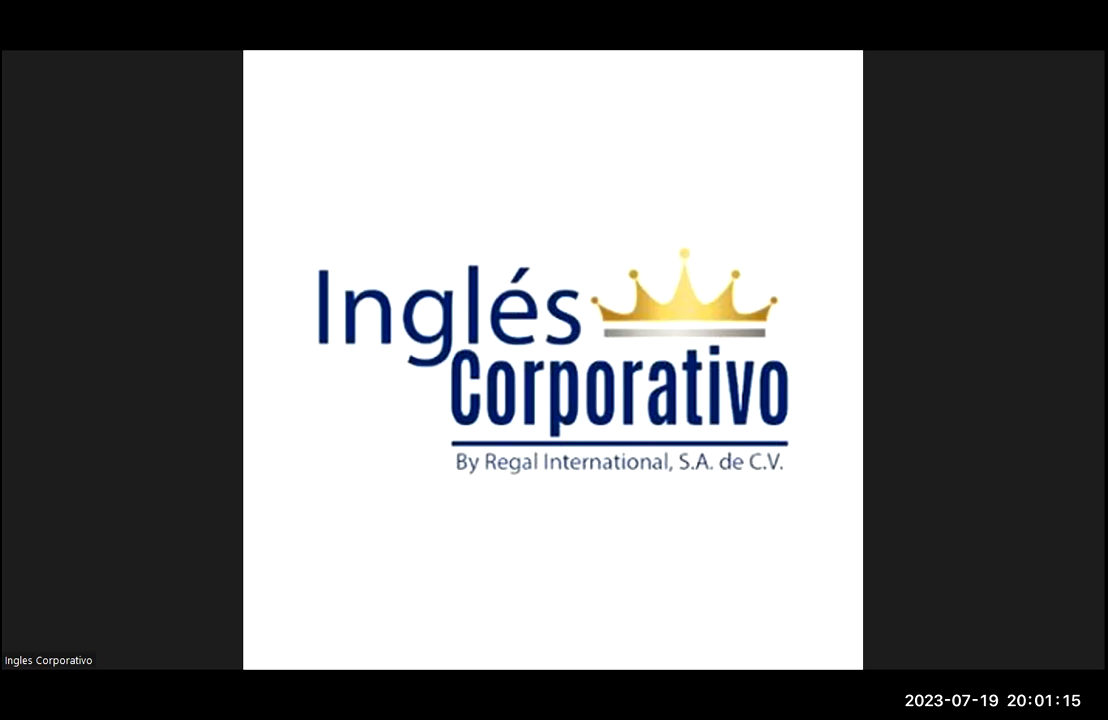 Inglés
Corporativo
By Regal International, S.A. de C.V.
Ingles Corporativo
2023-07-19 20:01:15